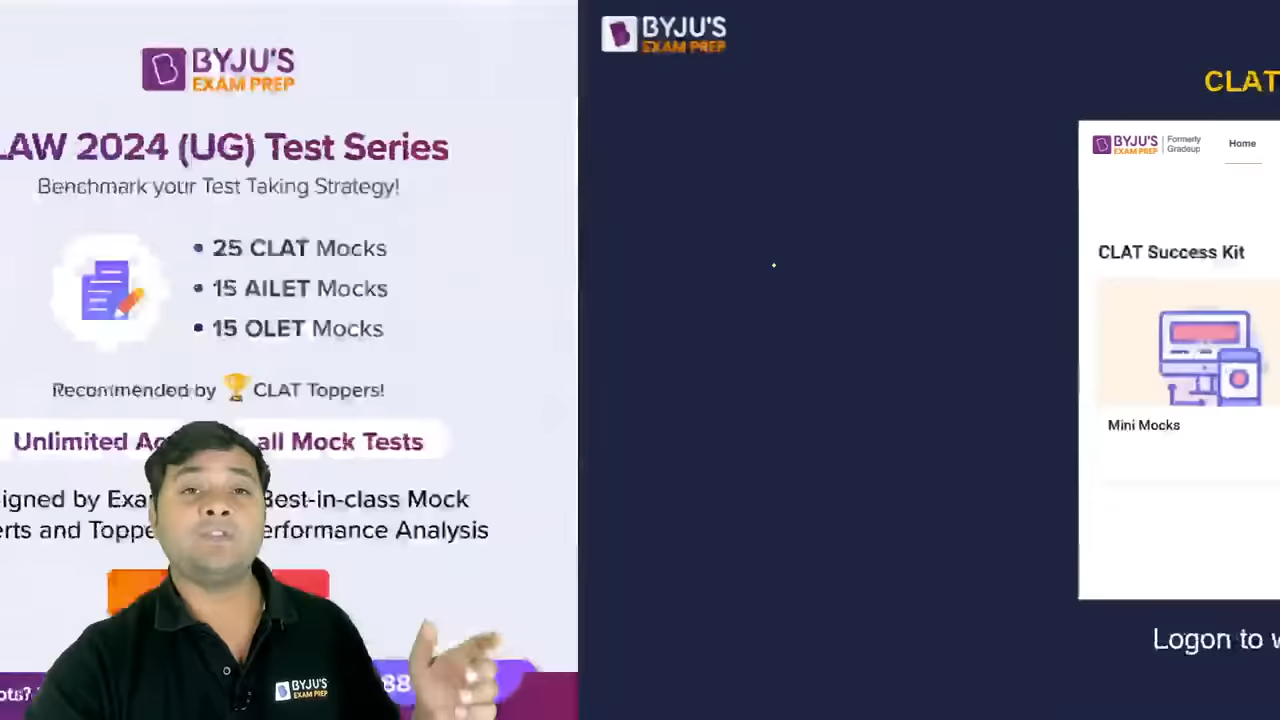 BYJU'S
EXAM PREP
LAW 2024 (UG) Test Series
Benchmark your Test Taking Strategy!
• 25 CLAT Mocks
• 15 AILET Mocks
• 15 OLET Mocks
Recommended by CLAT Toppers!
Unlimited all Mock Tests
Best-in-class Mock
and erformance Analysis
88
BYJU'S
EXAM PREP
BYJU'S
EXAM PREP
CLAT
BYJU'S
EXAM PREP
Formerly
Gradeup
Home
CLAT Success Kit
Mini Mocks
Logon to